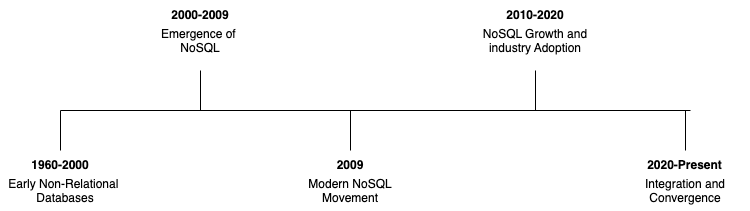 2000-2009
Emergence of
NoSQL
2010-2020
NoSQL Growth and
industry Adoption
1960-2000
Early Non-Relational
Databases
2009
Modern NoSQL
Movement
2020-Present
Integration and
Convergence